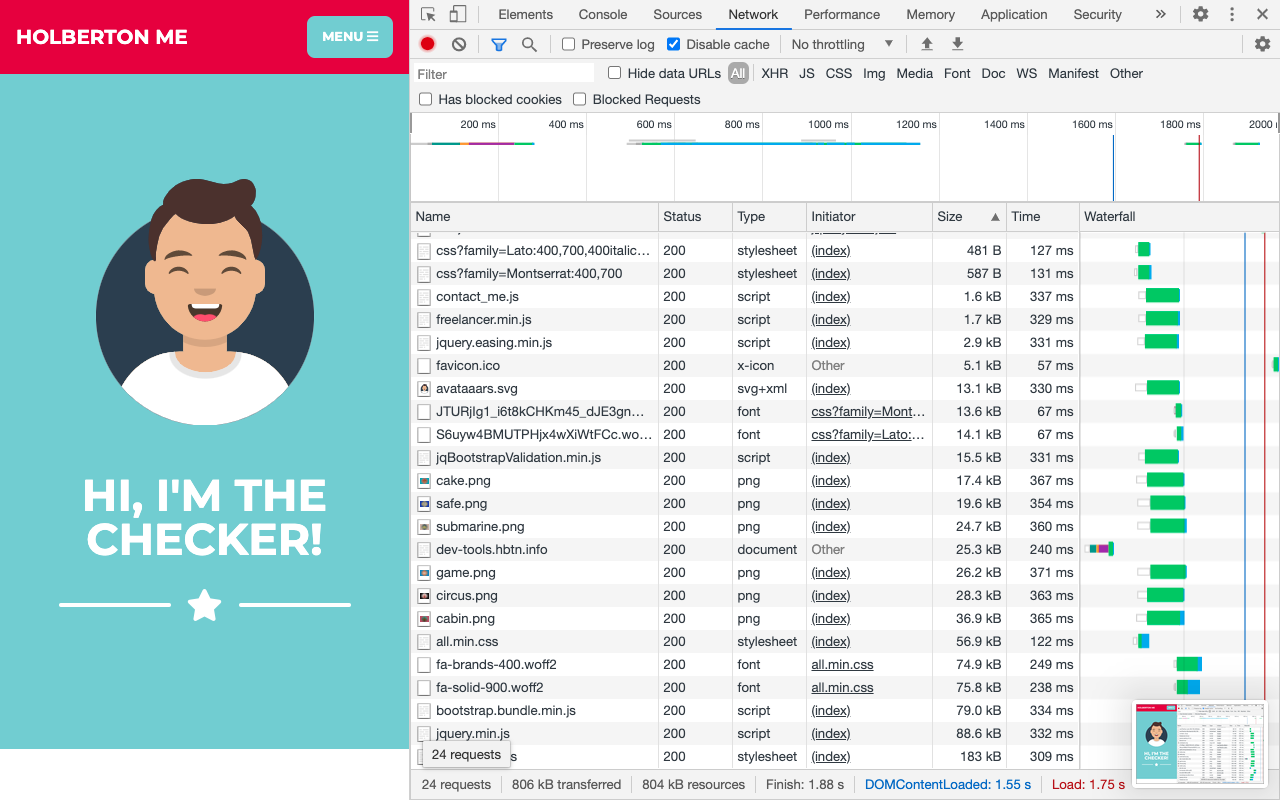 HOLBERTON ME
MENU
HI, I'M THE
CHECKER!
Elements Console Sources Network Performance Memory Application Security
Preserve log Disable cache No throttling
Filter Hide data URLs All XHR JS CSS Img Media Font Doc WS Manifest Other
Has blocked cookies Blocked Requests
200 ms 400 ms 600 ms 800 ms 1000 ms 1200 ms 1400 ms 1600 ms 1800 ms 2000
Name Status Type Initiator Size Time Waterfall
css?family=Lato:400,700,400italic… 200 stylesheet (index) 481 B 127 ms
css?family=Montserrat:400,700 200 stylesheet (index) 587 B 131 ms
contact_me.js 200 script (index) 1.6 kB 337 ms
freelancer.min.js 200 script (index) 1.7 kB 329 ms
jquery.easing.min.js 200 script (index) 2.9 kB 331 ms
favicon.ico 200 x-icon Other 5.1 kB 57 ms
avataaars.svg 200 svg+xml (index) 13.1 kB 330 ms
JTURjIg1_i6t8kCHKm45_dJE3gn… 200 font css?family=Mont… 13.6 kB 67 ms
S6uyw4BMUTPHjx4wXiWtFCc.wo… 200 font css?family=Lato:… 14.1 kB 67 ms
jqBootstrapValidation.min.js 200 script (index) 15.5 kB 331 ms
cake.png 200 png (index) 17.4 kB 367 ms
safe.png 200 png (index) 19.6 kB 354 ms
submarine.png 200 png (index) 24.7 kB 360 ms
dev-tools.hbtn.info 200 document Other 25.3 kB 240 ms
game.png 200 png (index) 26.2 kB 371 ms
circus.png 200 png (index) 28.3 kB 363 ms
cabin.png 200 png (index) 36.9 kB 365 ms
all.min.css 200 stylesheet (index) 56.9 kB 122 ms
fa-brands-400.woff2 200 font all.min.css 74.9 kB 249 ms
fa-solid-900.woff2 200 font all.min.css 75.8 kB 238 ms
bootstrap.bundle.min.js 200 script (index) 79.0 kB 334 ms
jquery.min.js 200 script (index) 88.6 kB 332 ms
200 stylesheet (index) 183 kB 309 ms
24 requests
24 requests 806 kB transferred 804 kB resources Finish: 1.88 s DOMContentLoaded: 1.55 s Load: 1.75 s
HOLBERTON ME
HI, I'M THE
CHECKER!